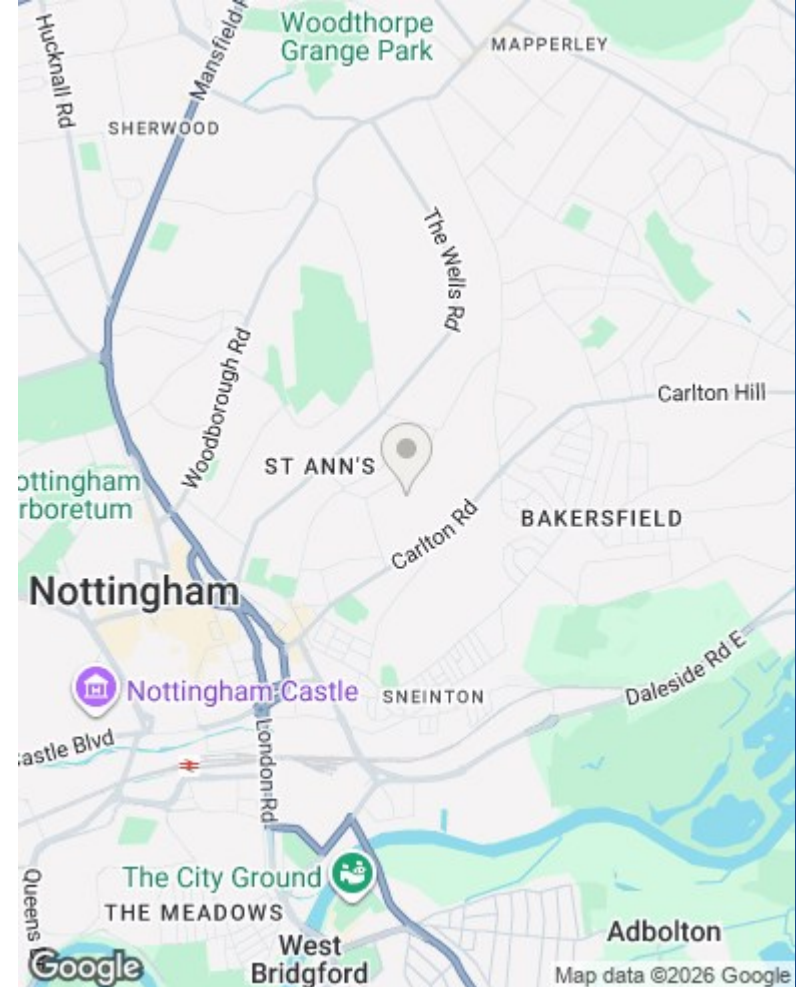 Woodthorpe
Grange Park
MAPPERLEY
Hucknall Rd
Mansfield R
SHERWOOD
The Wells Rd
Woodborough Rd
Carlton Hill
ST ANN'S
ottingham
rboretum
BAKERSFIELD
Carlton Rd
Nottingham
Nottingham Castle
SNEINTON
Daleside Rd E
Castle Blvd
London Rd
The City Ground
THE MEADOWS
Queens
Adbolton
West
Bridgford
Google
Map data ©2026 Google